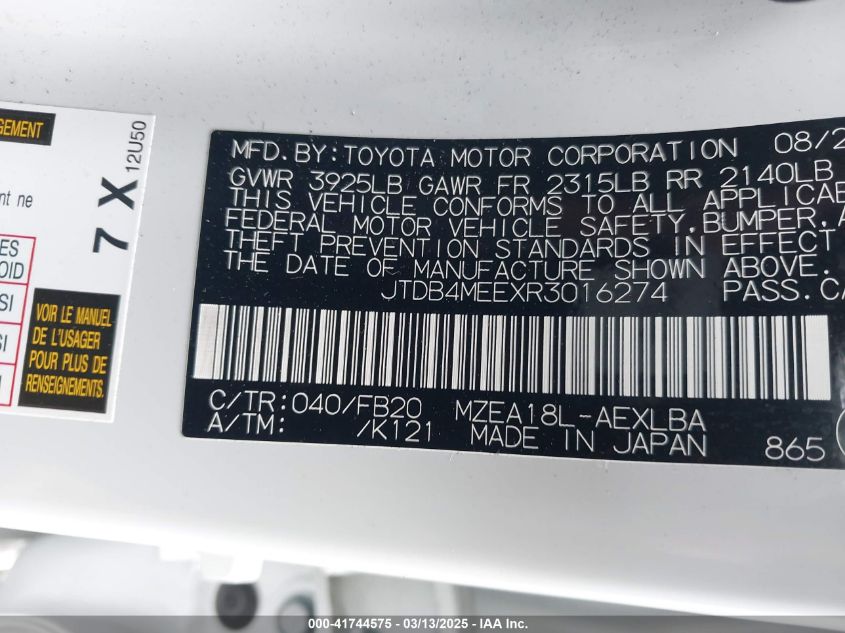 GEMENT
nt ne
ES
OID
SI
SI
7 X
12U50
VOIR LE MANUEL
DE L'USAGER
POUR PLUS DE
RENSEIGNEMENTS.
MFD. BY: TOYOTA MOTOR CORPORATION 08/2
GVWR 3925LB GAWR FR 2315LB RR 2140LB
THIS VEHICLE CONFORMS TO ALL APPLICAB
FEDERAL MOTOR VEHICLE SAFETY, BUMPER, A
THEFT PREVENTION STANDARDS IN EFFECT
THE DATE OF MANUFACTURE SHOWN ABOVE.
JTDB4MEEXR3016274 PASS. C
C/TR: 040/FB20 MZEA18L-AEXLBA
A/TM: /K121 MADE IN JAPAN 865
000-41744575 / 03/13/2025 - IAA Inc.